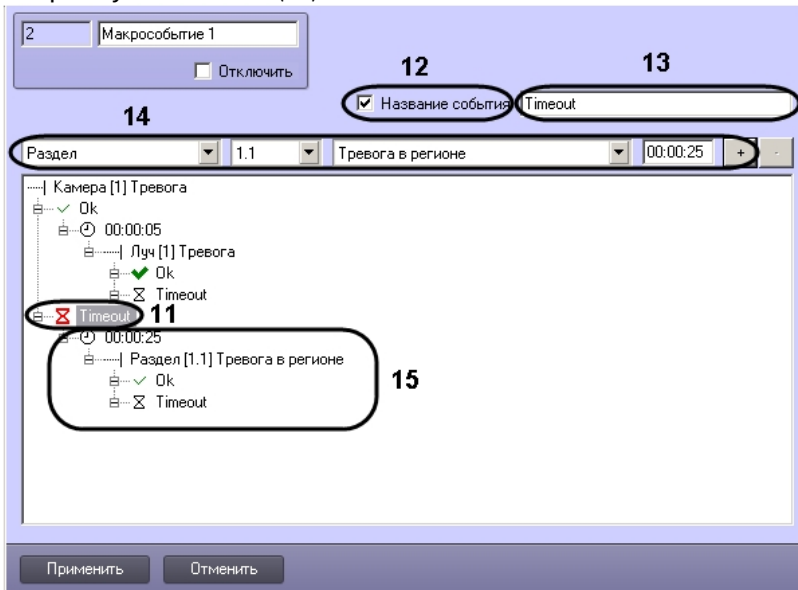 2 Макрособытие 1
Отключить
12 13
Название события Timeout
14
Раздел 1.1 Тревога в регионе 00:00:25 + -
Камера [1] Тревога
Ok
00:00:05
Луч [1] Тревога
Ok
Timeout
Timeout 11
00:00:25
Раздел [1.1] Тревога в регионе
Ok 15
Timeout
Применить Отменить